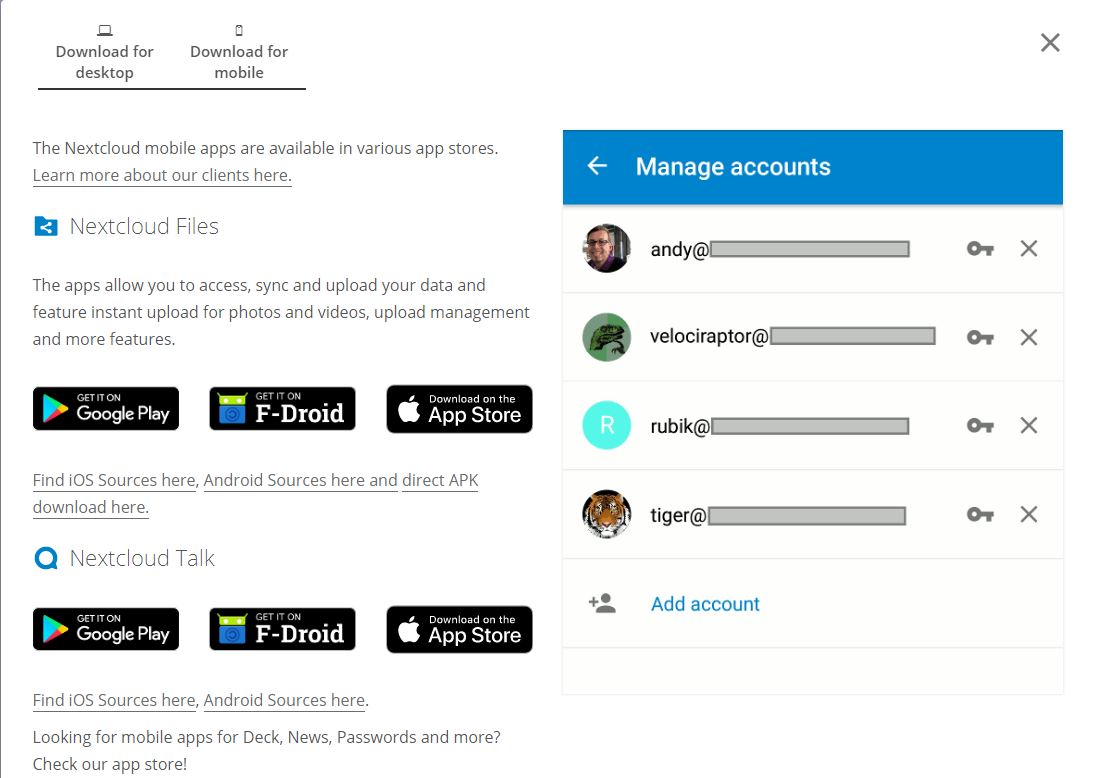 Download for
desktop
Download for
mobile
The Nextcloud mobile apps are available in various app stores.
Learn more about our clients here.
Nextcloud Files
The apps allow you to access, sync and upload your data and
feature instant upload for photos and videos, upload management
and more features.
GET IT ON
Google Play
GET IT ON
F-Droid
Download on the
App Store
Find iOS Sources here, Android Sources here and direct APK
download here.
Nextcloud Talk
GET IT ON
Google Play
GET IT ON
F-Droid
Download on the
App Store
Find iOS Sources here, Android Sources here.
Looking for mobile apps for Deck, News, Passwords and more?
Check our app store!
Manage accounts
andy@
velociraptor@
R
rubik@
tiger@
Add account